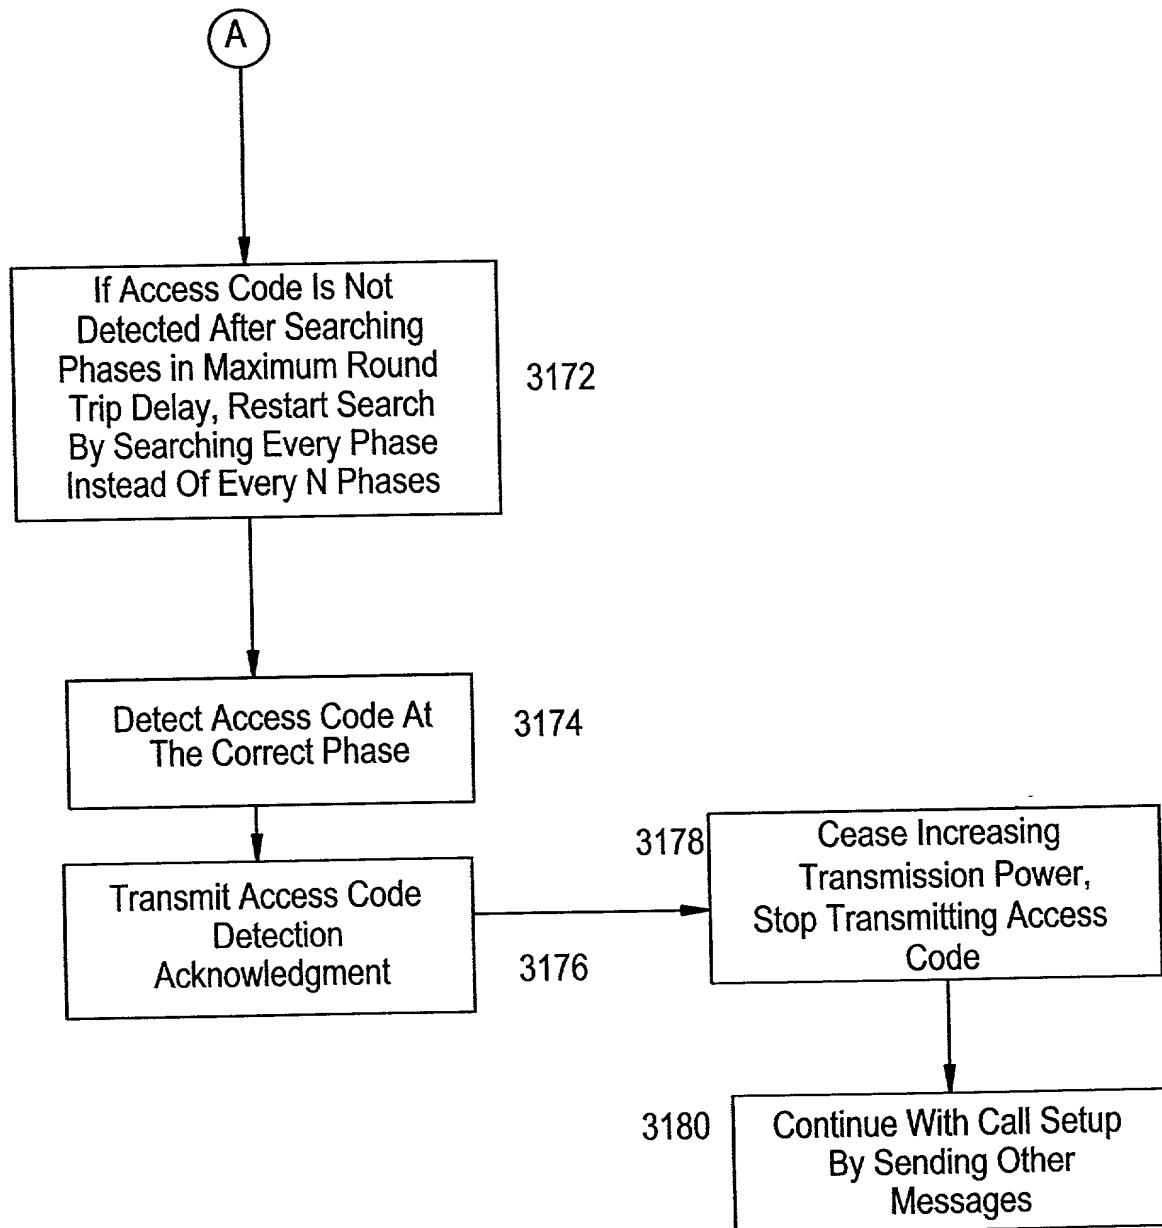 A
If Access Code Is Not
Detected After Searching
Phases in Maximum Round
Trip Delay, Restart Search
By Searching Every Phase
Instead Of Every N Phases
3172
Detect Access Code At
The Correct Phase
3174
Transmit Access Code
Detection
Acknowledgment
3176
3178
Cease Increasing
Transmission Power,
Stop Transmitting Access
Code
3180
Continue With Call Setup
By Sending Other
Messages